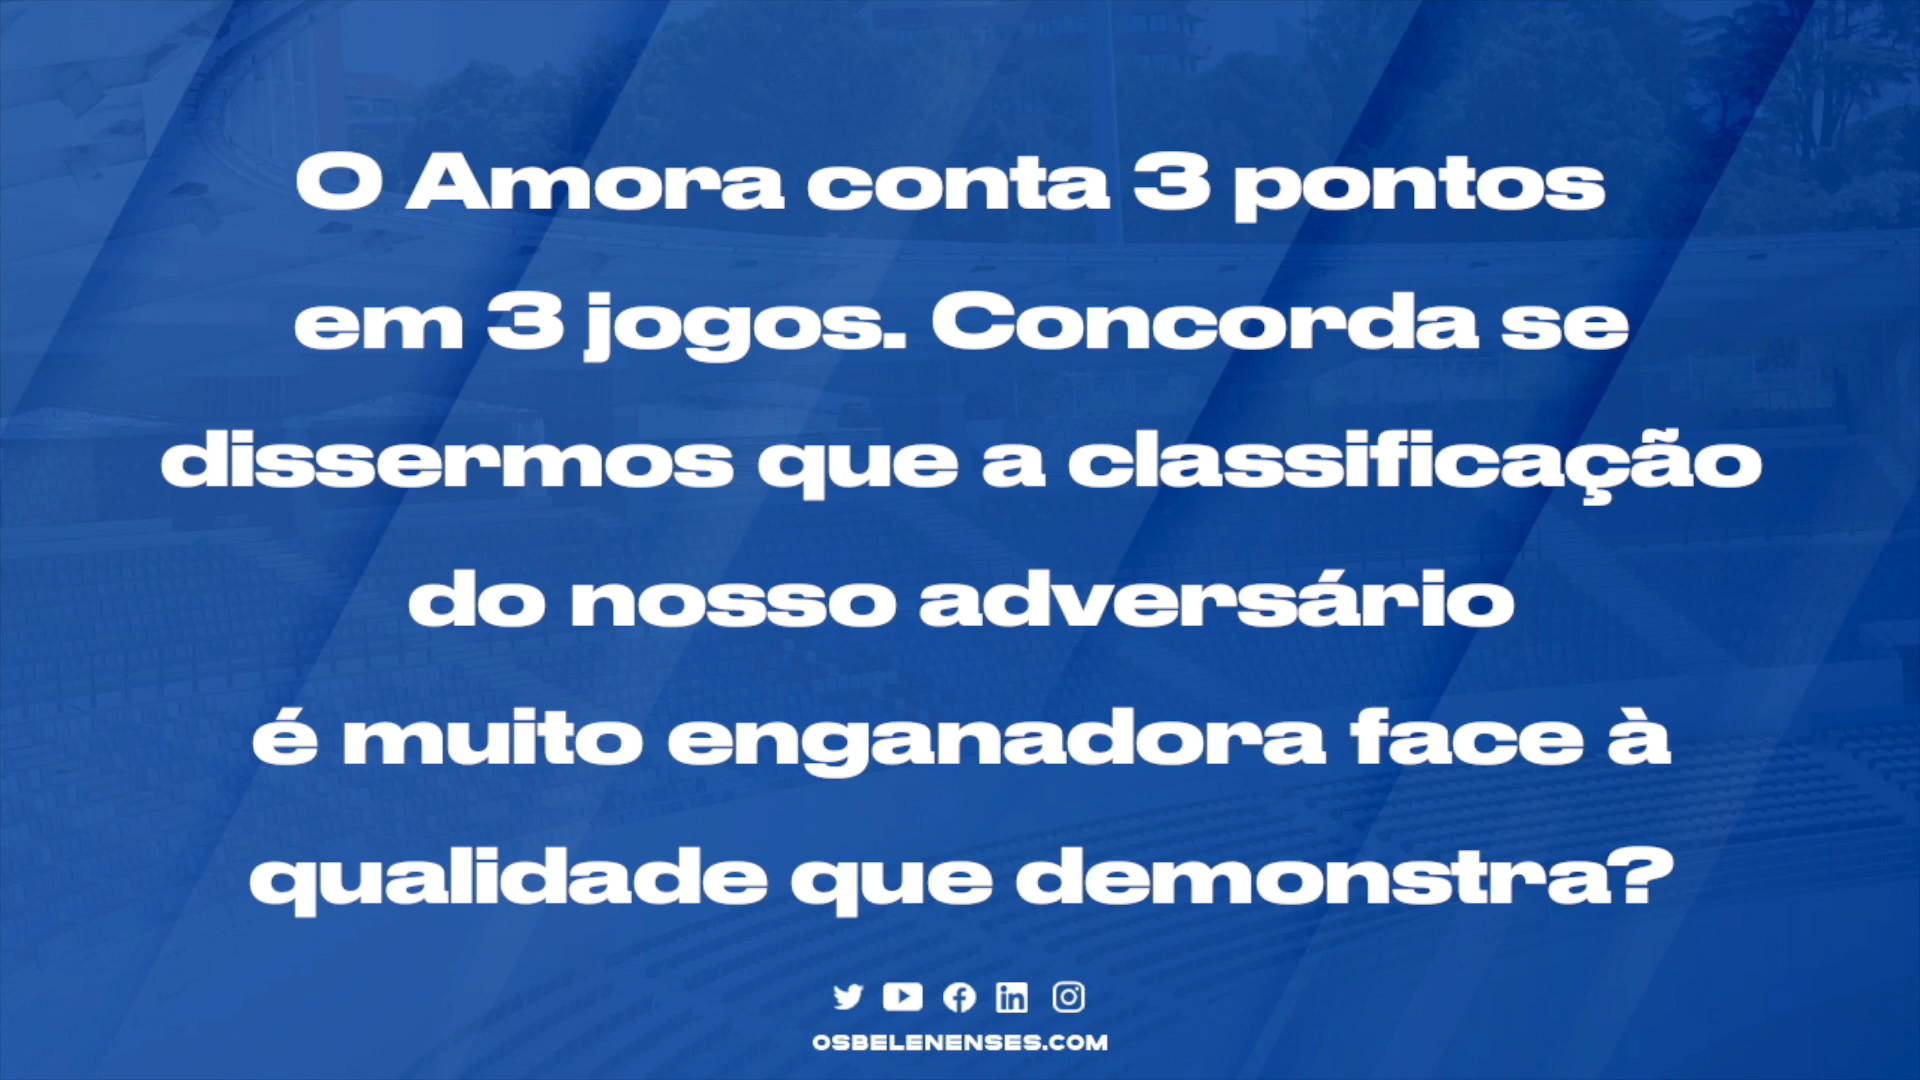 O Amora conta 3 pontos
em 3 jogos. Concorda se
dissermos que a classificação
do nosso adversário
é muito enganadora face à
qualidade que demonstra?
OSBELENENSES.COM